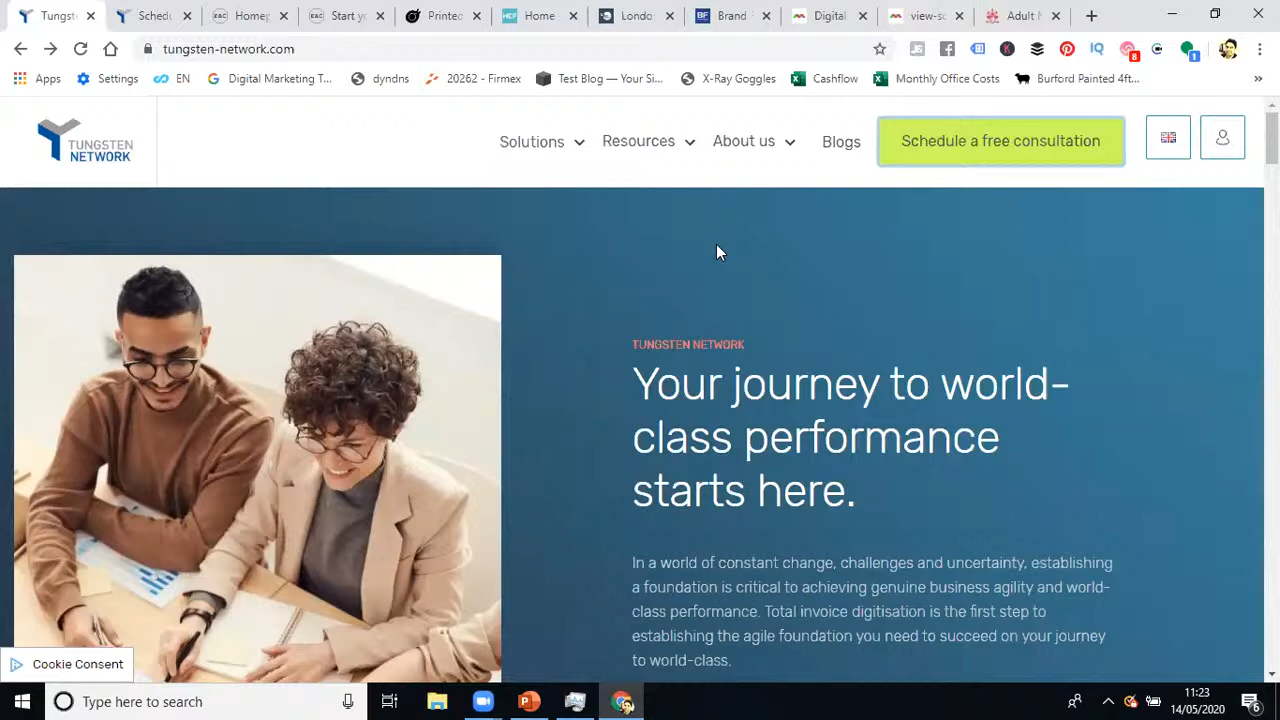 Tungst
Schedu
Homep
Start yo
Printec
Home
Londo
Brand
Digital
view-so
Adult F
tungsten-network.com
8
1
Apps
Settings
EN
Digital Marketing T...
dyndns
20262 - Firmex
Test Blog — Your Si...
X-Ray Goggles
Cashflow
Monthly Office Costs
Burford Painted 4ft...
»
TUNGSTEN
NETWORK
Solutions
Resources
About us
Blogs
Schedule a free consultation
TUNGSTEN NETWORK
Your journey to world-
class performance
starts here.
In a world of constant change, challenges and uncertainty, establishing
a foundation is critical to achieving genuine business agility and world-
class performance. Total invoice digitisation is the first step to
establishing the agile foundation you need to succeed on your journey
to world-class.
Cookie Consent
Type here to search
11:23
14/05/2020
6